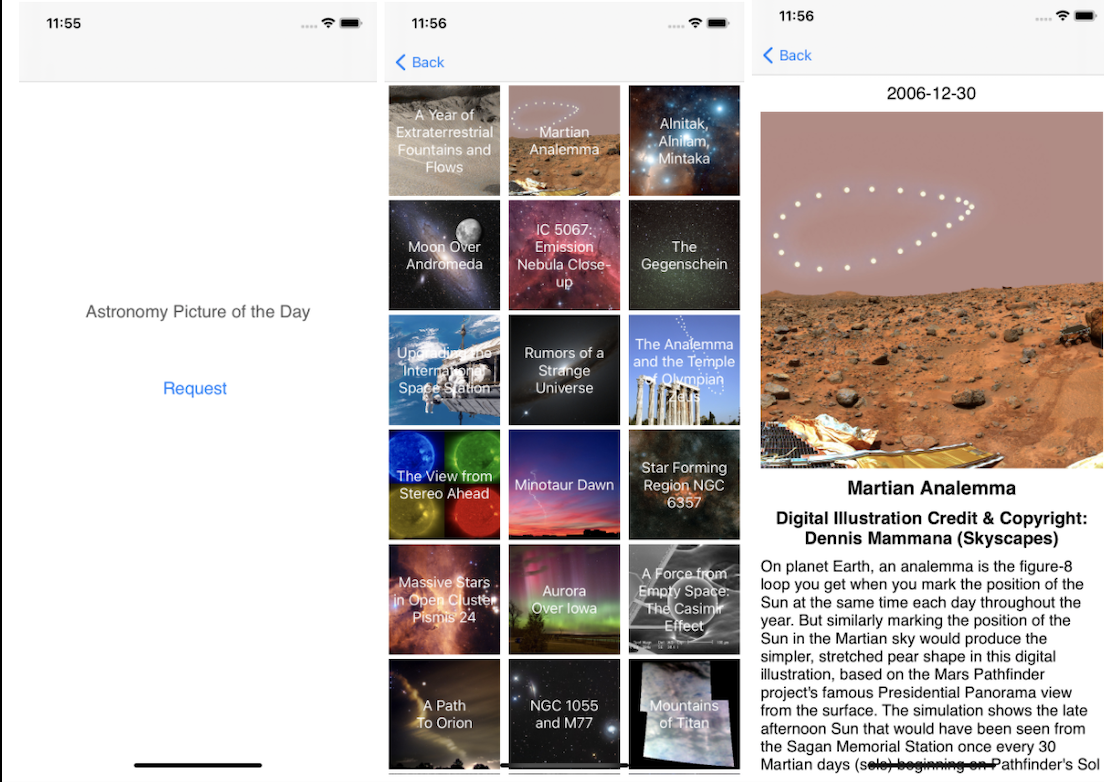 11:55
Astronomy Picture of the Day
Request
11:56
Back
A Year of
Extraterrestrial
Fountains and
Flows
Martian
Analemma
Alnitak,
Alnilam,
Mintaka
Moon Over
Andromeda
IC 5067:
Emission
Nebula Close-
up
The
Gegenschein
Upgrading the
International
Space Station
Rumors of a
Strange
Universe
The Analemma
and the Temple
of Olympian
Zeus
The View from
Stereo Ahead
Minotaur Dawn
Star Forming
Region NGC
6357
Massive Stars
in Open Cluster
Pismis 24
Aurora
Over Iowa
A Force from
Empty Space:
The Casimir
Effect
A Path
To Orion
NGC 1055
and M77
Mountains
of Titan
11:56
Back
2006-12-30
Martian Analemma
Digital Illustration Credit & Copyright:
Dennis Mammana (Skyscapes)
On planet Earth, an analemma is the figure-8
loop you get when you mark the position of the
Sun at the same time each day throughout the
year. But similarly marking the position of the
Sun in the Martian sky would produce the
simpler, stretched pear shape in this digital
illustration, based on the Mars Pathfinder
project's famous Presidential Panorama view
from the surface. The simulation shows the late
afternoon Sun that would have been seen from
the Sagan Memorial Station once every 30
Martian days (sols) beginning on Pathfinder's Sol